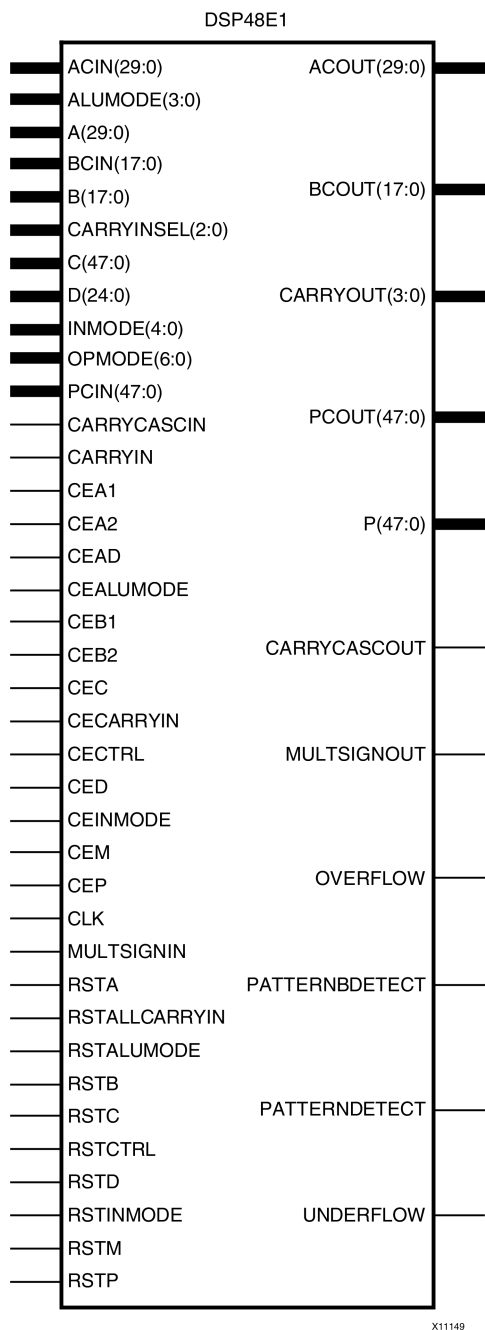 DSP48E1
ACIN(29:0) ACOUT(29:0)
ALUMODE(3:0)
A(29:0)
BCIN(17:0)
B(17:0) BCOUT(17:0)
CARRYINSEL(2:0)
C(47:0)
D(24:0) CARRYOUT(3:0)
INMODE(4:0)
OPMODE(6:0)
PCIN(47:0)
CARRYCASCIN PCOUT(47:0)
CARRYIN
CEA1
CEA2 P(47:0)
CEAD
CEALUMODE
CEB1
CEB2 CARRYCASCOUT
CEC
CECARRYIN
CECTRL MULTSIGNOUT
CED
CEINMODE
CEM
CEP OVERFLOW
CLK
MULTSIGNIN
RSTA PATTERNBDETECT
RSTALLCARRYIN
RSTALUMODE
RSTB
RSTC PATTERNDETECT
RSTCTRL
RSTD
RSTINMODE UNDERFLOW
RSTM
RSTP
X11149